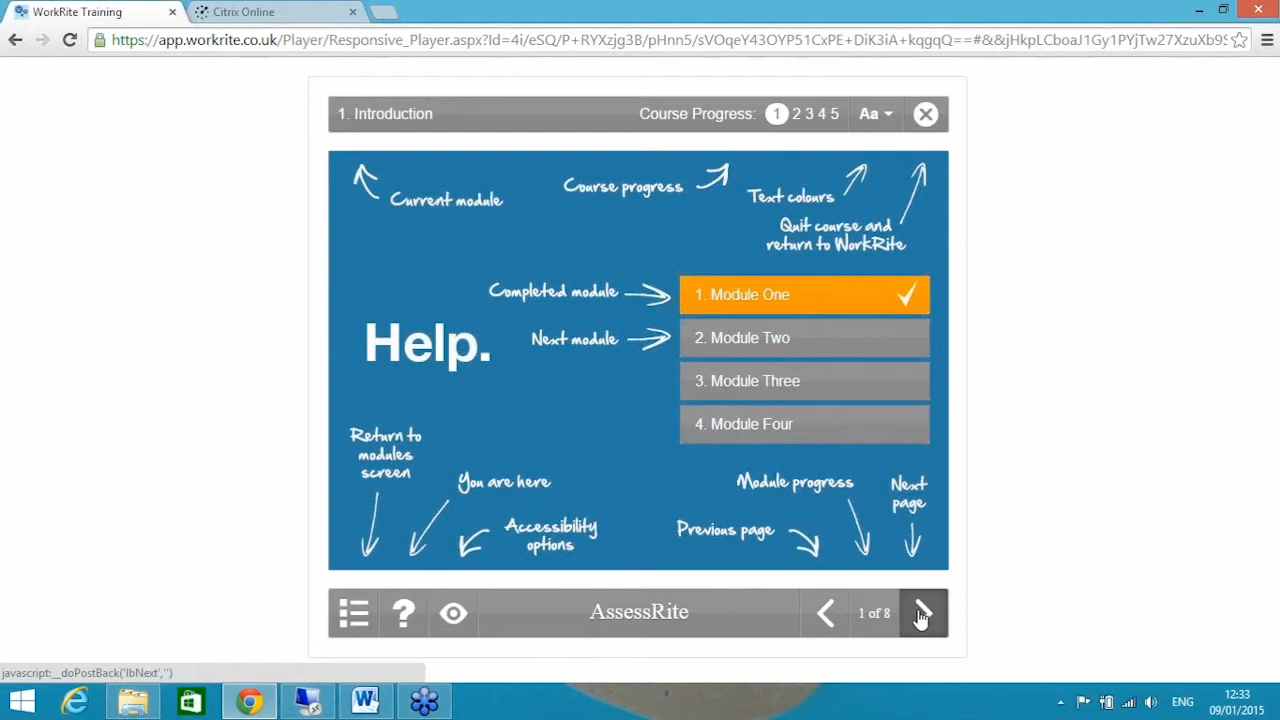 WorkRite Training
Citrix Online
https://app.workrite.co.uk/Player/Responsive_Player.aspx?Id=4i/eSQ/P+RYXzjg3B/pHnn5/sVOqeY43OYP51CxPE+DiK3iA+kqgqQ==#&&jHkpLCboaJ1Gy1PYjTw27XzuXb9S
1. Introduction
Course Progress: 1 2 3 4 5
Aa
Current module
Course progress
Text colours
Quit course and
return to WorkRite
Completed module
1. Module One
Help.
Next module
2. Module Two
3. Module Three
4. Module Four
Return to
modules
screen
You are here
Accessibility
options
Module progress
Previous page
Next
page
?
AssessRite
1 of 8
javascript:__doPostBack('lbNext','')
ENG
12:33
09/01/2015